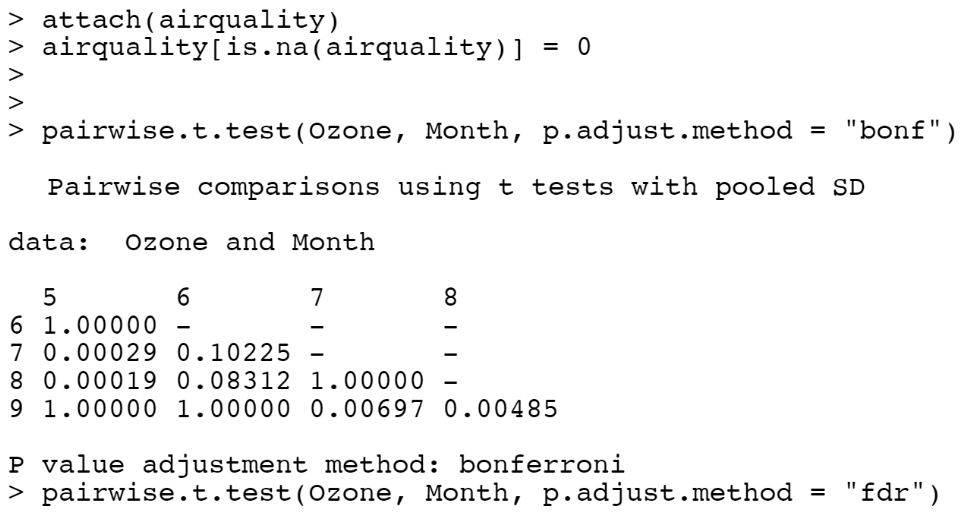 > attach(airquality)
> airquality[is.na(airquality)] = 0
>
>
> pairwise.t.test(Ozone, Month, p.adjust.method = "bonf")
Pairwise comparisons using t tests with pooled SD
data:  Ozone and Month
  5       6       7       8
6 1.00000 -       -       -
7 0.00029 0.10225 -       -
8 0.00019 0.08312 1.00000 -
9 1.00000 1.00000 0.00697 0.00485
P value adjustment method: bonferroni
> pairwise.t.test(Ozone, Month, p.adjust.method = "fdr")